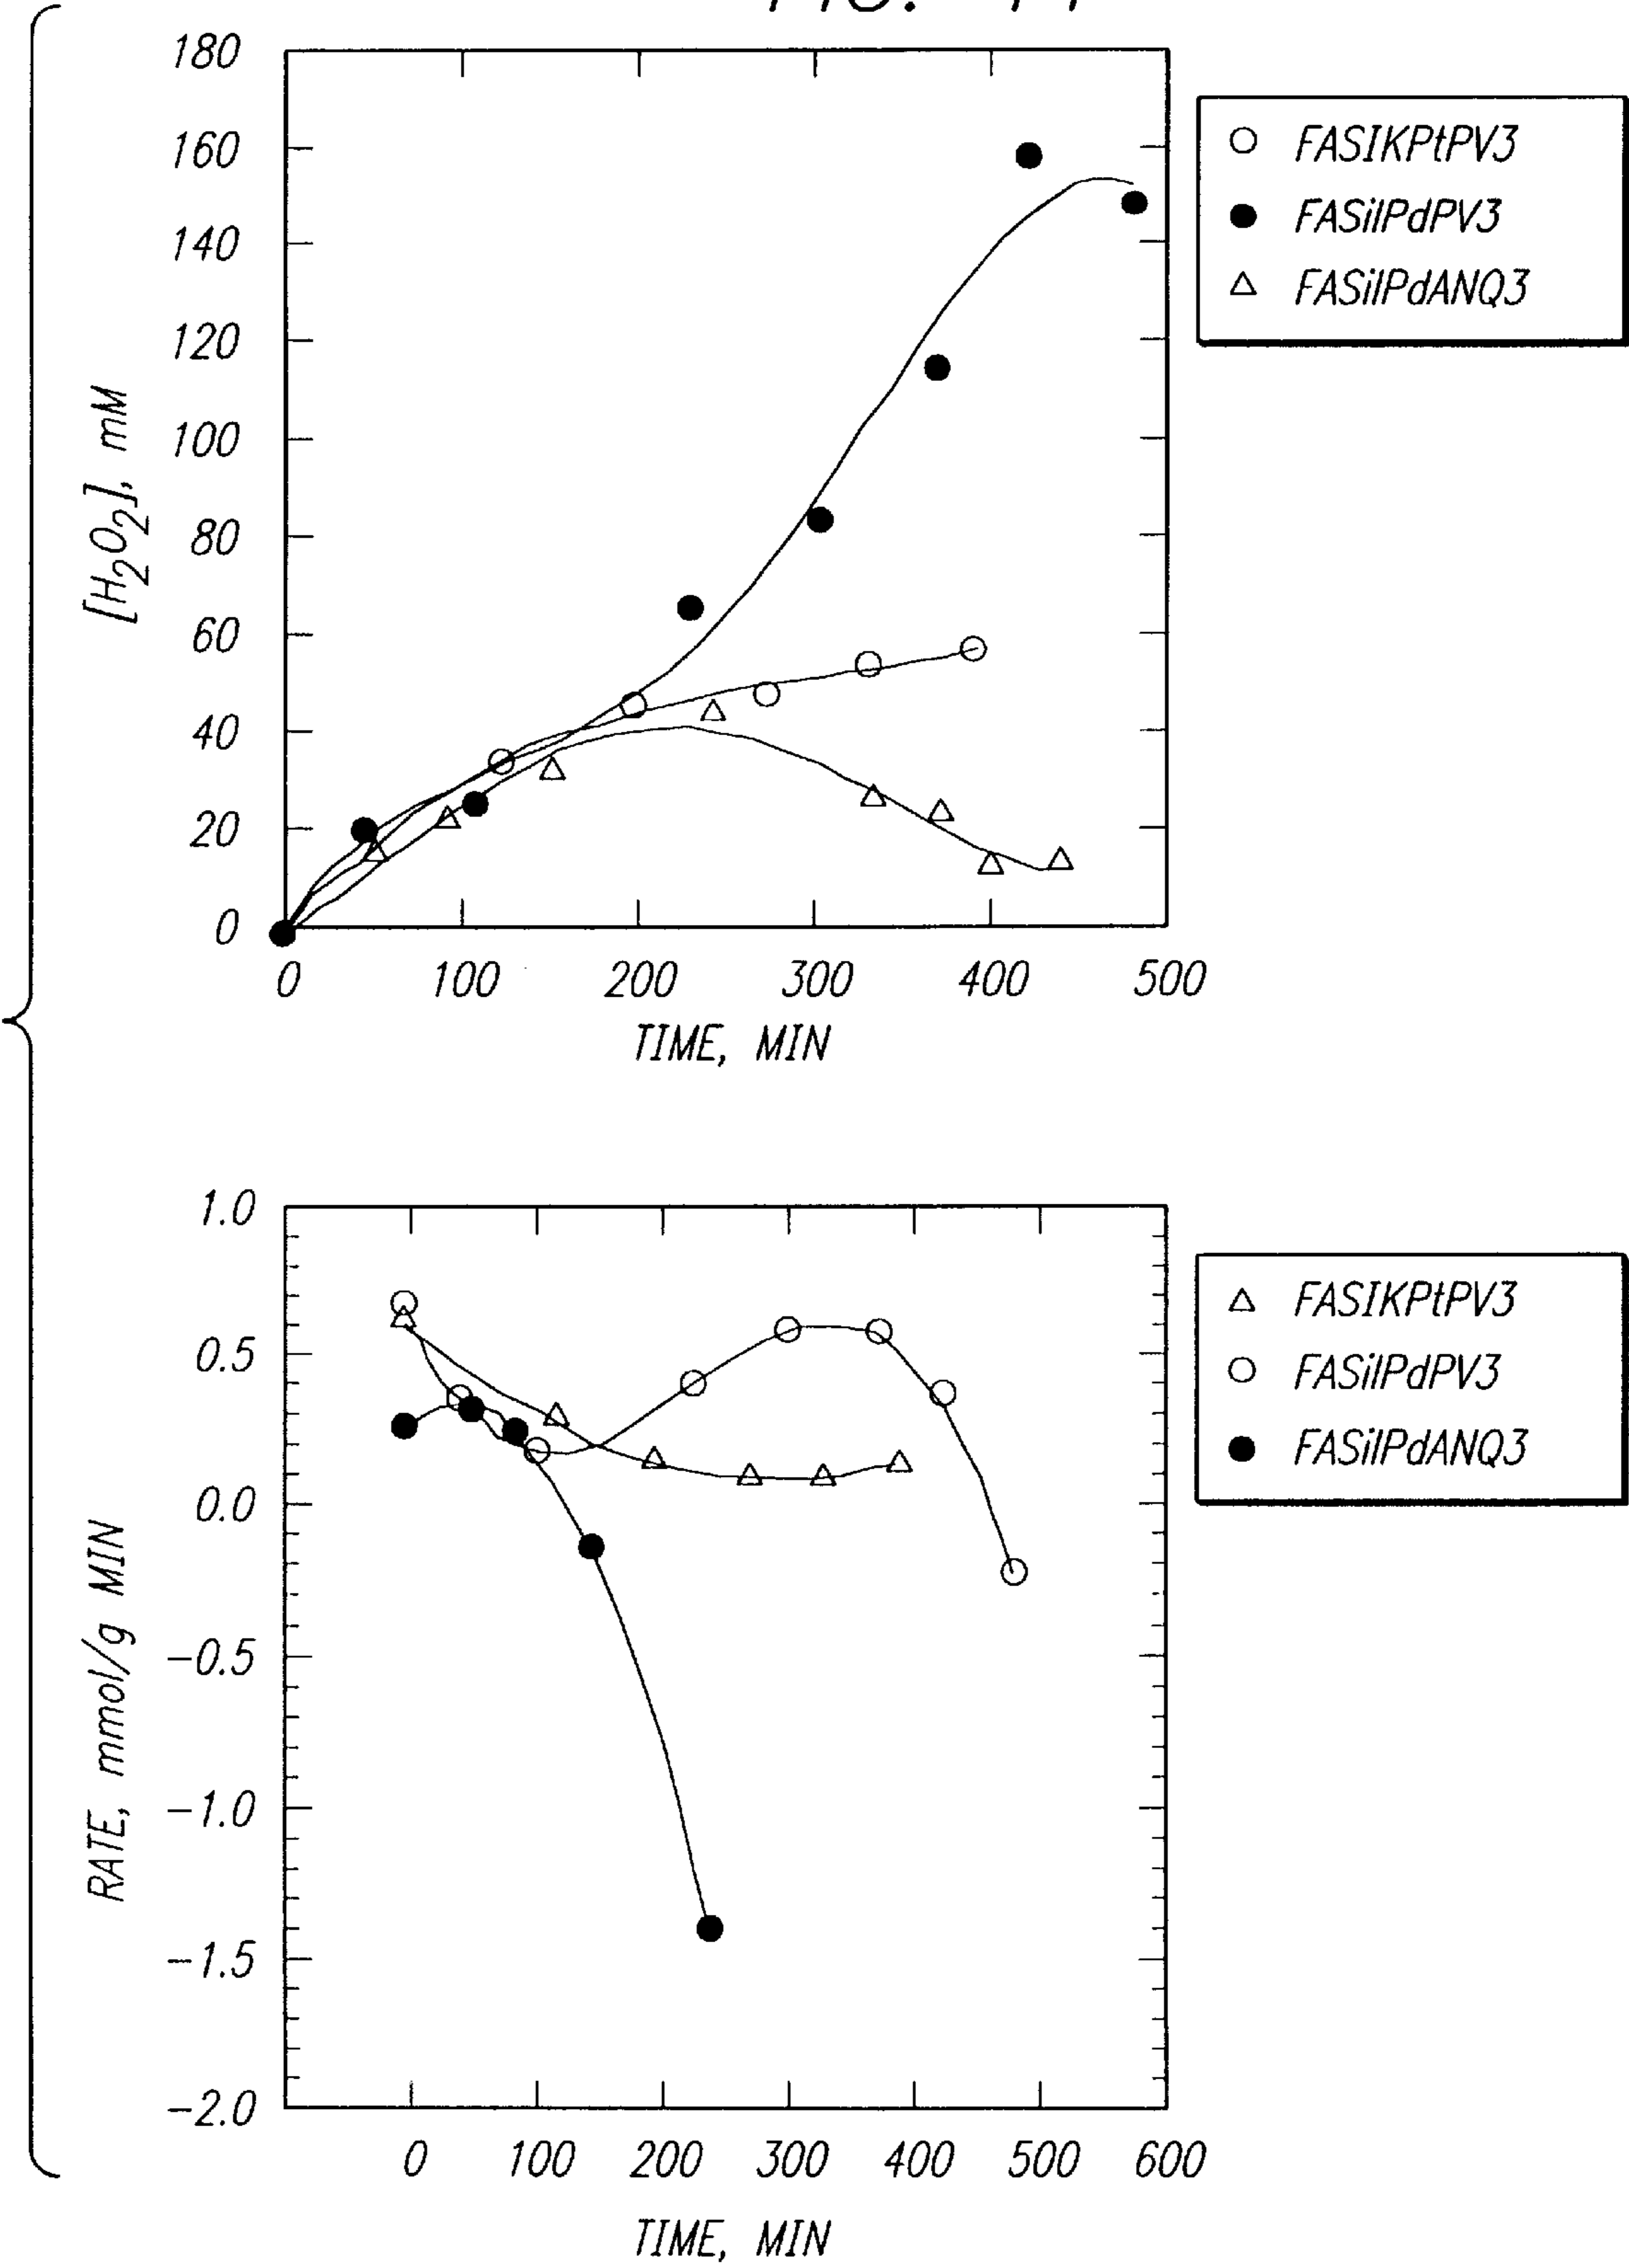 180
160
140
120
100
80
60
40
20
0
[H2O2], mM
0 100 200 300 400 500
TIME, MIN
FASIKPtPV3
FASilPdPV3
FASilPdANQ3
1.0
0.5
0.0
-0.5
-1.0
-1.5
-2.0
RATE, mmol/g MIN
0 100 200 300 400 500 600
TIME, MIN
FASIKPtPV3
FASilPdPV3
FASilPdANQ3